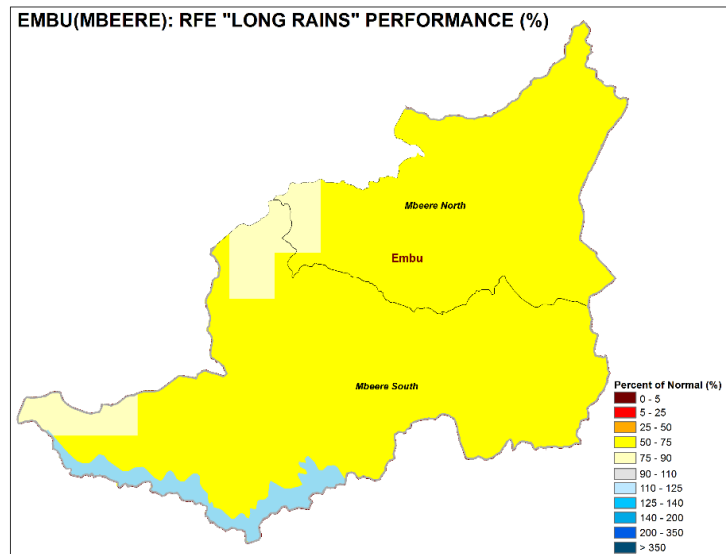 EMBU(MBEERE): RFE "LONG RAINS" PERFORMANCE (%)
Mbeere North
Embu
Mbeere South
Percent of Normal (%)
0 - 5
5 - 25
25 - 50
50 - 75
75 - 90
90 - 110
110 - 125
125 - 140
140 - 200
200 - 350
> 350